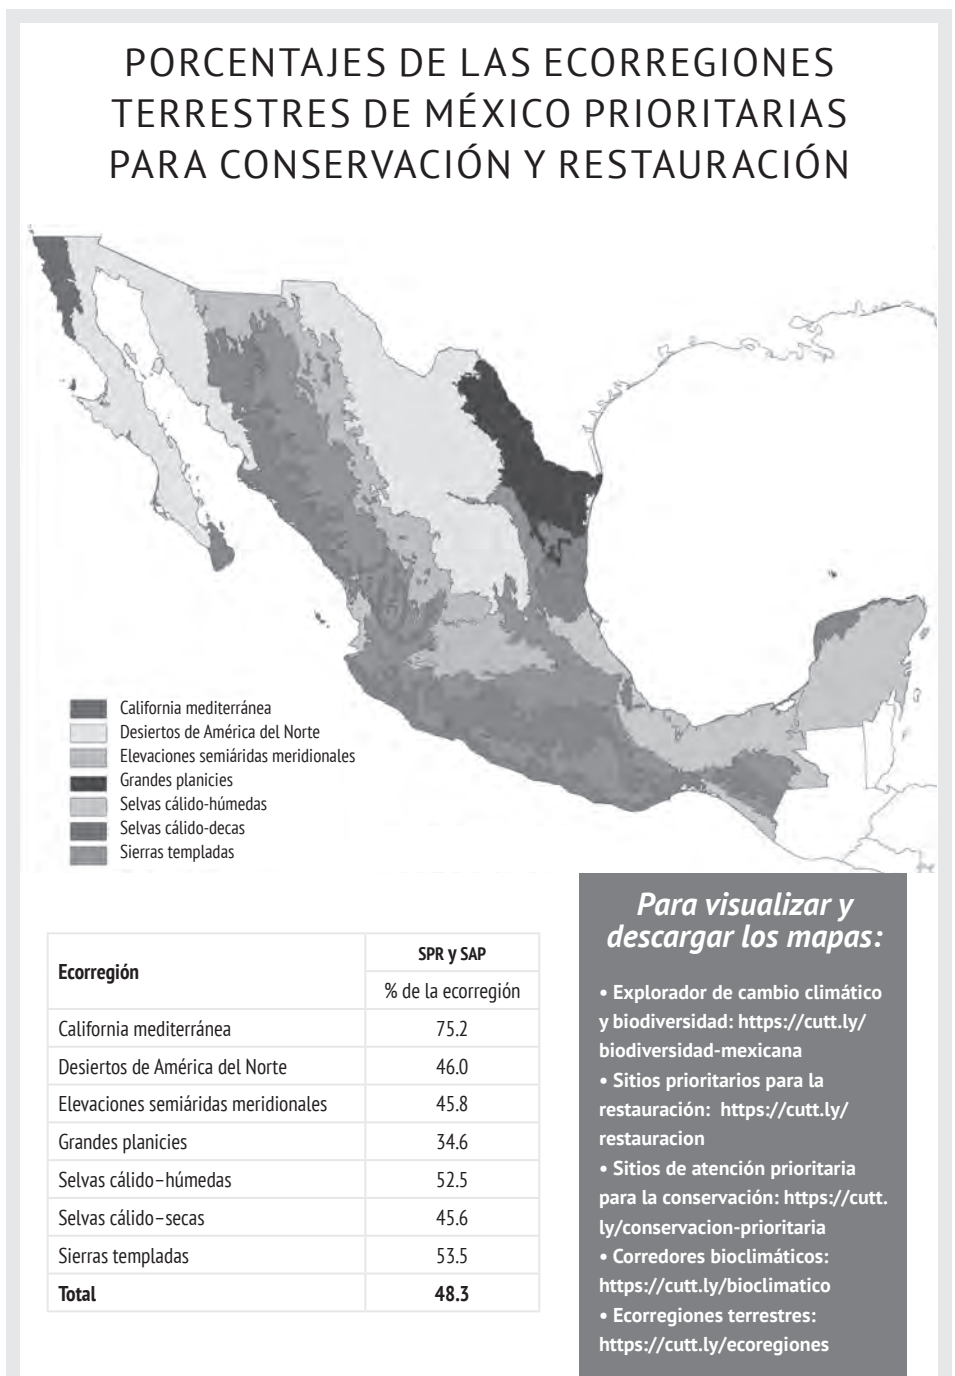 PORCENTAJES DE LAS ECORREGIONES
TERRESTRES DE MÉXICO PRIORITARIAS
PARA CONSERVACIÓN Y RESTAURACIÓN
California mediterránea
Desiertos de América del Norte
Elevaciones semiáridas meridionales
Grandes planicies
Selvas cálido-húmedas
Selvas cálido-decas
Sierras templadas
Ecorregión
SPR y SAP
% de la ecorregión
California mediterránea 75.2
Desiertos de América del Norte 46.0
Elevaciones semiáridas meridionales 45.8
Grandes planicies 34.6
Selvas cálido–húmedas 52.5
Selvas cálido–secas 45.6
Sierras templadas 53.5
Total 48.3
Para visualizar y
descargar los mapas:
• Explorador de cambio climático
y biodiversidad: https://cutt.ly/
biodiversidad-mexicana
• Sitios prioritarios para la
restauración: https://cutt.ly/
restauracion
• Sitios de atención prioritaria
para la conservación: https://cutt.
ly/conservacion-prioritaria
• Corredores bioclimáticos:
https://cutt.ly/bioclimatico
• Ecorregiones terrestres:
https://cutt.ly/ecoregiones